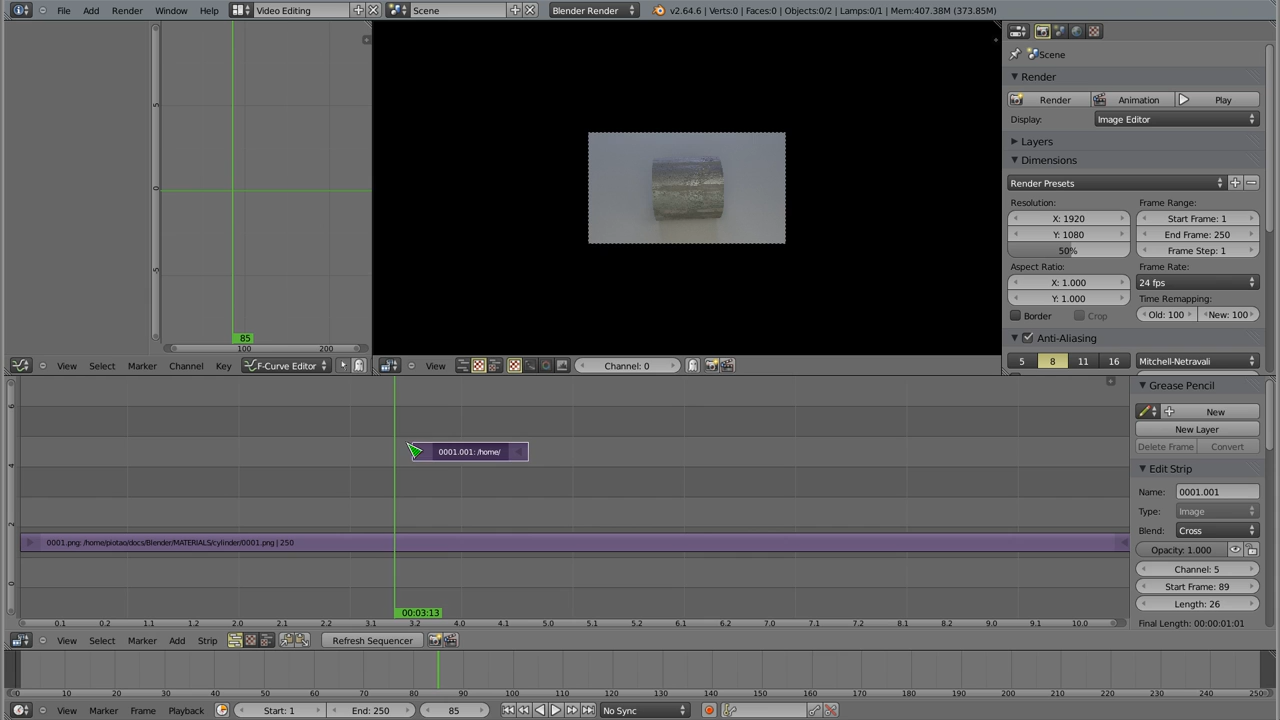 File Add Render Window Help Video Editing Scene Blender Render v2.64.6 | Verts:0 | Faces:0 | Objects:0/2 | Lamps:0/1 | Mem:407.38M (373.85M)
5
0
-5
85
100 200
View Select Marker Channel Key F-Curve Editor
View Channel: 0
Scene
Render
Render Animation Play
Display: Image Editor
Layers
Dimensions
Render Presets
Resolution: Frame Range:
X: 1920 Start Frame: 1
Y: 1080 End Frame: 250
50% Frame Step: 1
Aspect Ratio: Frame Rate:
X: 1.000 24 fps
Y: 1.000 Time Remapping:
Border Crop Old: 100 New: 100
Anti-Aliasing
5 8 11 16 Mitchell-Netravali
6
4
2
0
0001.001: /home/
0001.png: /home/piotao/docs/Blender/MATERIALS/cylinder/0001.png | 250
00:03:13
0.1 1.0 1.1 1.2 2.0 2.1 2.2 3.0 3.1 3.2 4.0 4.1 5.0 5.1 5.2 6.0 6.1 6.2 7.0 7.1 8.1 8.2 9.0 9.1 10.0
Grease Pencil
New
New Layer
Delete Frame Convert
Edit Strip
Name: 0001.001
Type: Image
Blend: Cross
Opacity: 1.000
Channel: 5
Start Frame: 89
Length: 26
Final Length: 00:00:01:01
View Select Marker Add Strip Refresh Sequencer
0 10 20 30 40 50 60 70 80 90 100 110 120 130 140 150 160 170 180 190 200 210 220 230 240 250
View Marker Frame Playback Start: 1 End: 250 85 No Sync